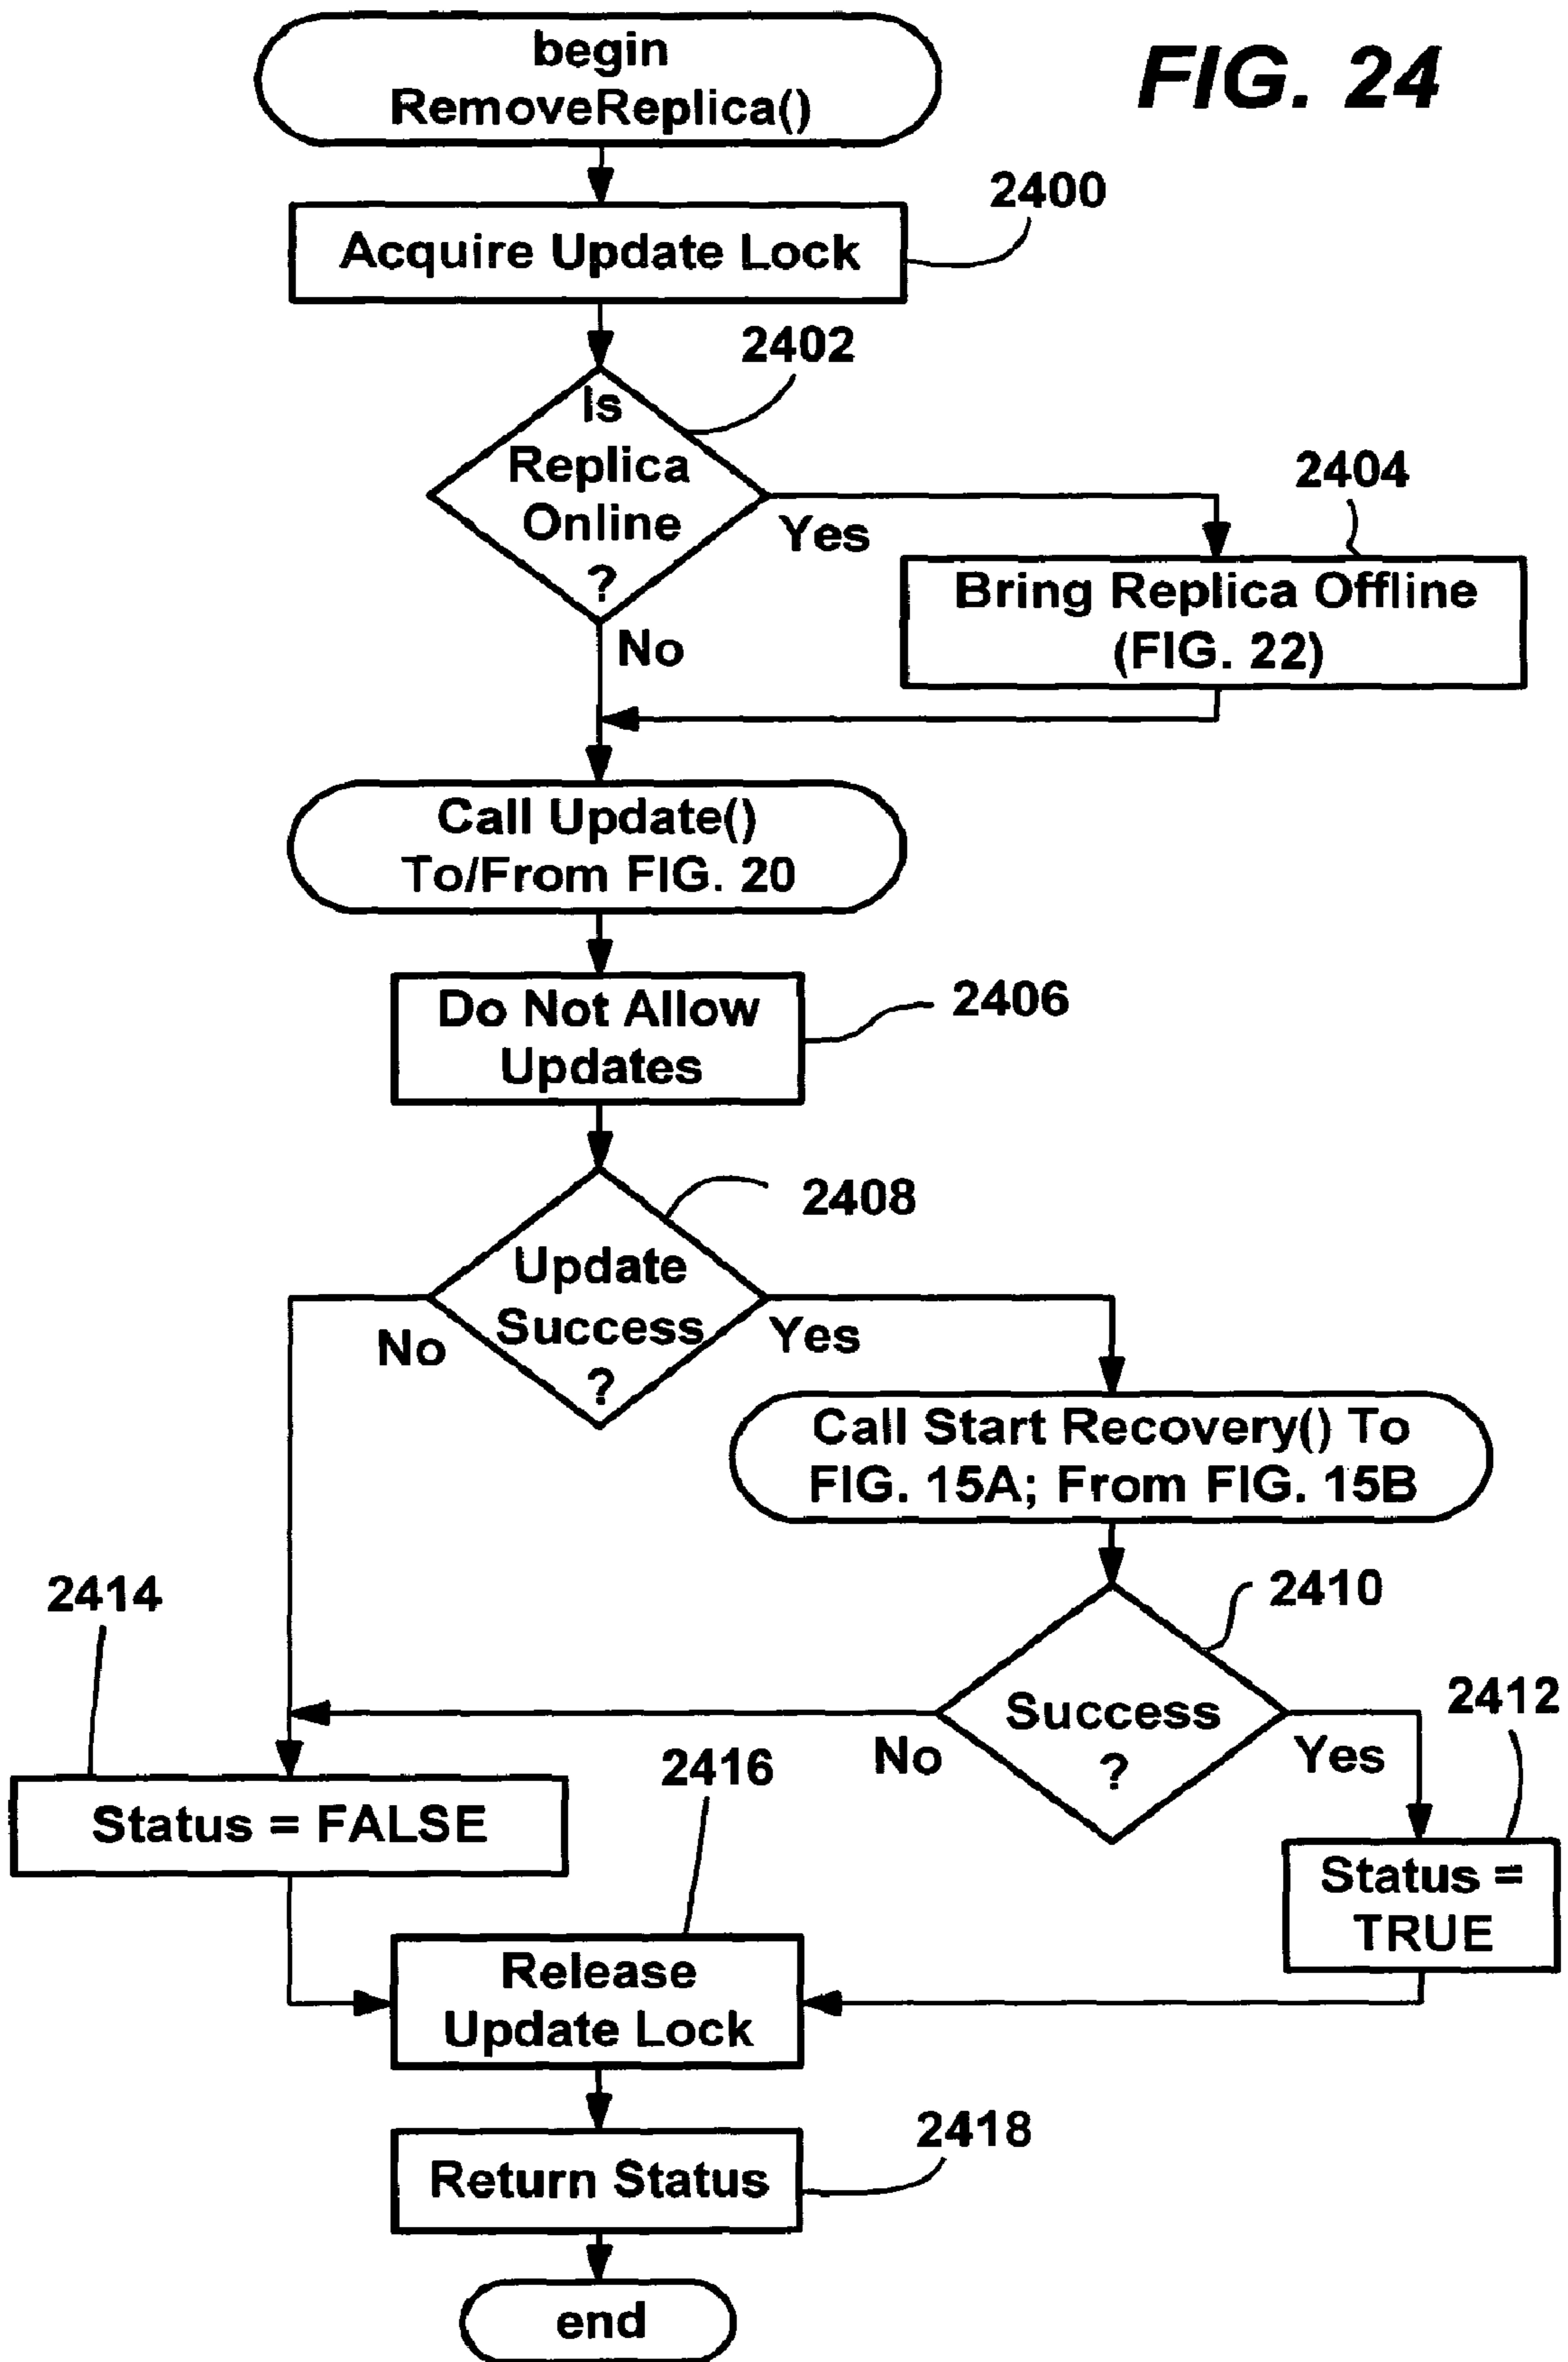 begin
RemoveReplica()
FIG. 24
2400
Acquire Update Lock
2402
Is
Replica
Online
?
Yes
No
2404
Bring Replica Offline
(FIG. 22)
Call Update()
To/From FIG. 20
Do Not Allow
Updates
2406
2408
Update
Success
?
No
Yes
Call Start Recovery() To
FIG. 15A; From FIG. 15B
2410
Success
?
No
Yes
2412
2414
Status = FALSE
2416
Status =
TRUE
Release
Update Lock
2418
Return Status
end